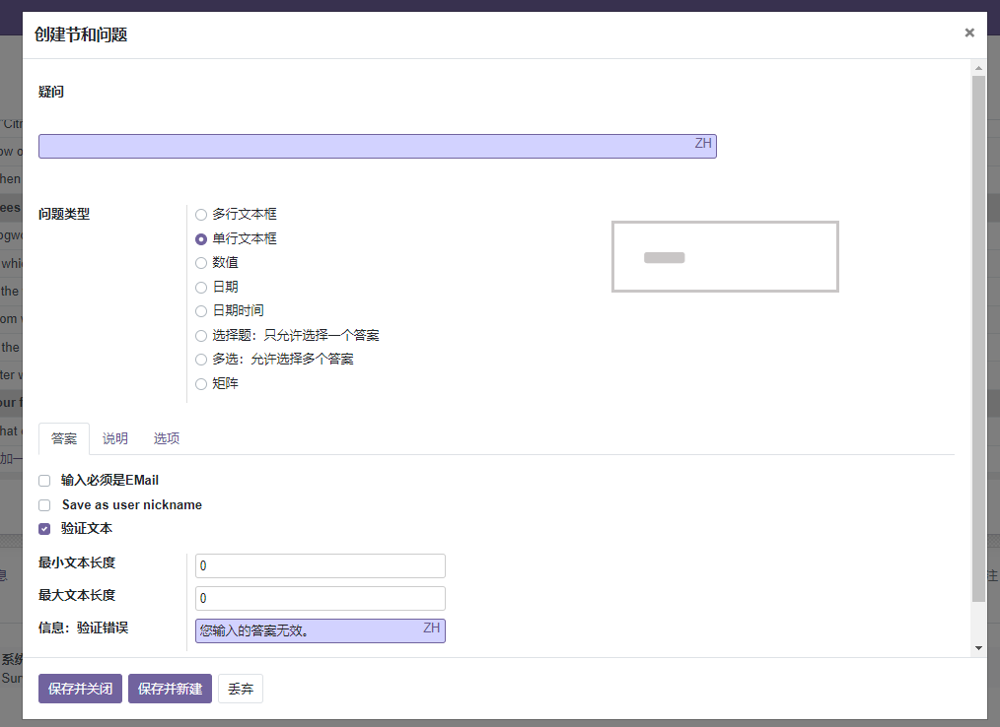 创建节和问题
×
疑问
ZH
问题类型
多行文本框
单行文本框
数值
日期
日期时间
选择题：只允许选择一个答案
多选：允许选择多个答案
矩阵
答案 说明 选项
输入必须是EMail
Save as user nickname
验证文本
最小文本长度 0
最大文本长度 0
信息：验证错误 您输入的答案无效。 ZH
保存并关闭 保存并新建 丢弃